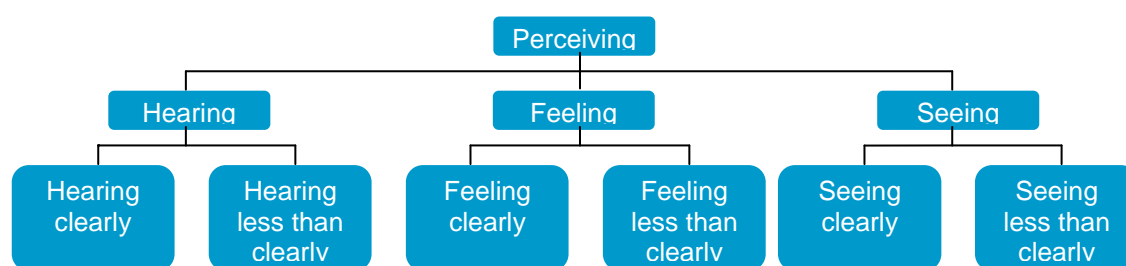 Perceiving
Hearing
Feeling
Seeing
Hearing
clearly
Hearing
less than
clearly
Feeling
clearly
Feeling
less than
clearly
Seeing
clearly
Seeing
less than
clearly